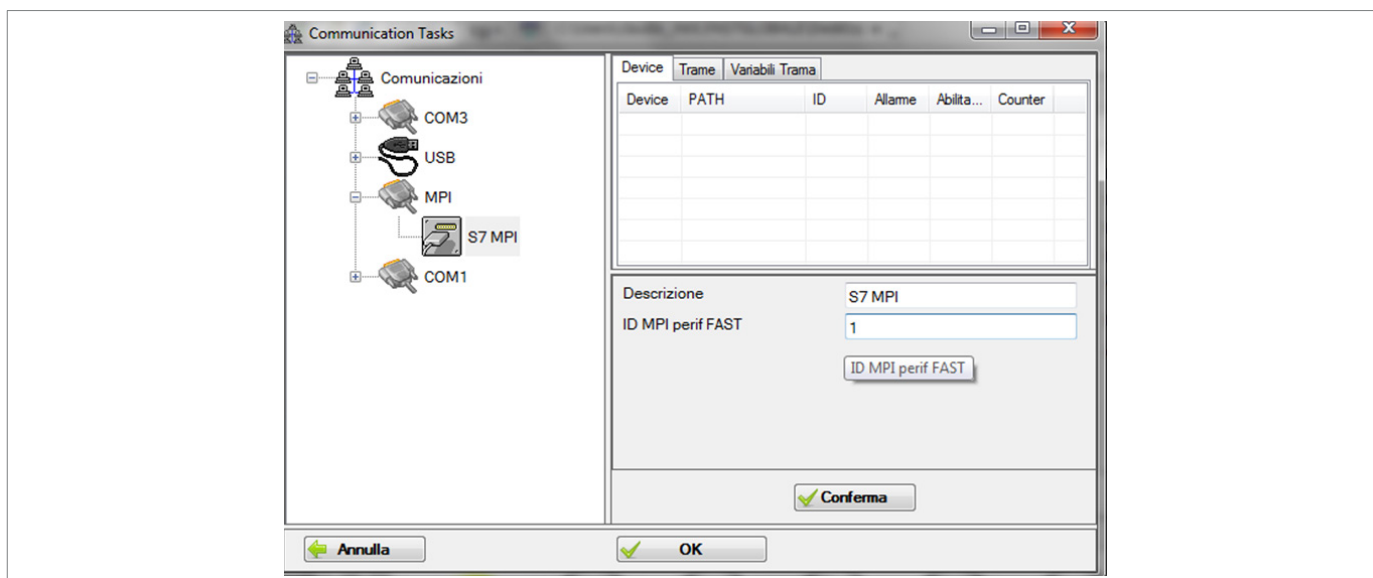 Communication Tasks
Comunicazioni
COM3
USB
MPI
S7 MPI
COM1
Device Trame Variabili Trama
Device PATH ID Allarme Abilita... Counter
Descrizione S7 MPI
ID MPI perif FAST 1
ID MPI perif FAST
Conferma
Annulla OK